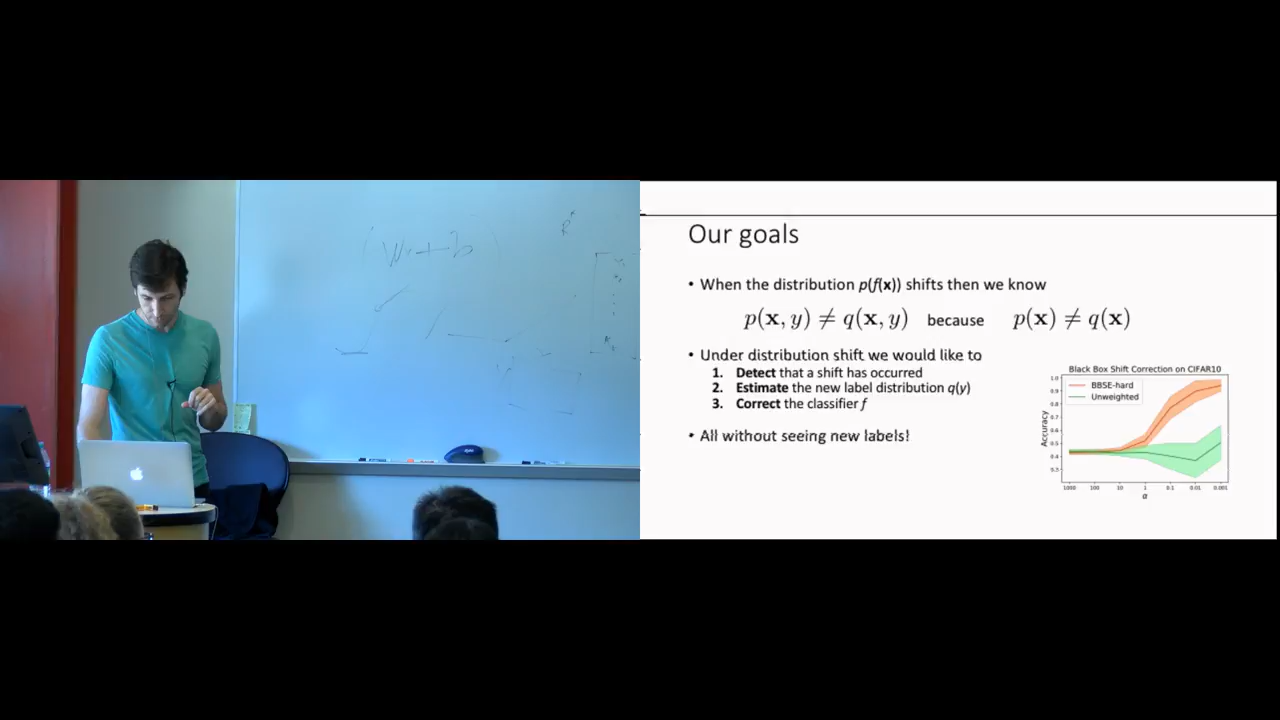 (Wx+b)
R
Our goals
• When the distribution p(f(x)) shifts then we know
p(x, y) ≠ q(x, y) because p(x) ≠ q(x)
• Under distribution shift we would like to
1. Detect that a shift has occurred
2. Estimate the new label distribution q(y)
3. Correct the classifier f
• All without seeing new labels!
Black Box Shift Correction on CIFAR10
BBSE-hard
Unweighted
Accuracy
1.0
0.9
0.8
0.7
0.6
0.5
0.4
0.3
1000 100 10 1 0.1 0.01 0.001
α